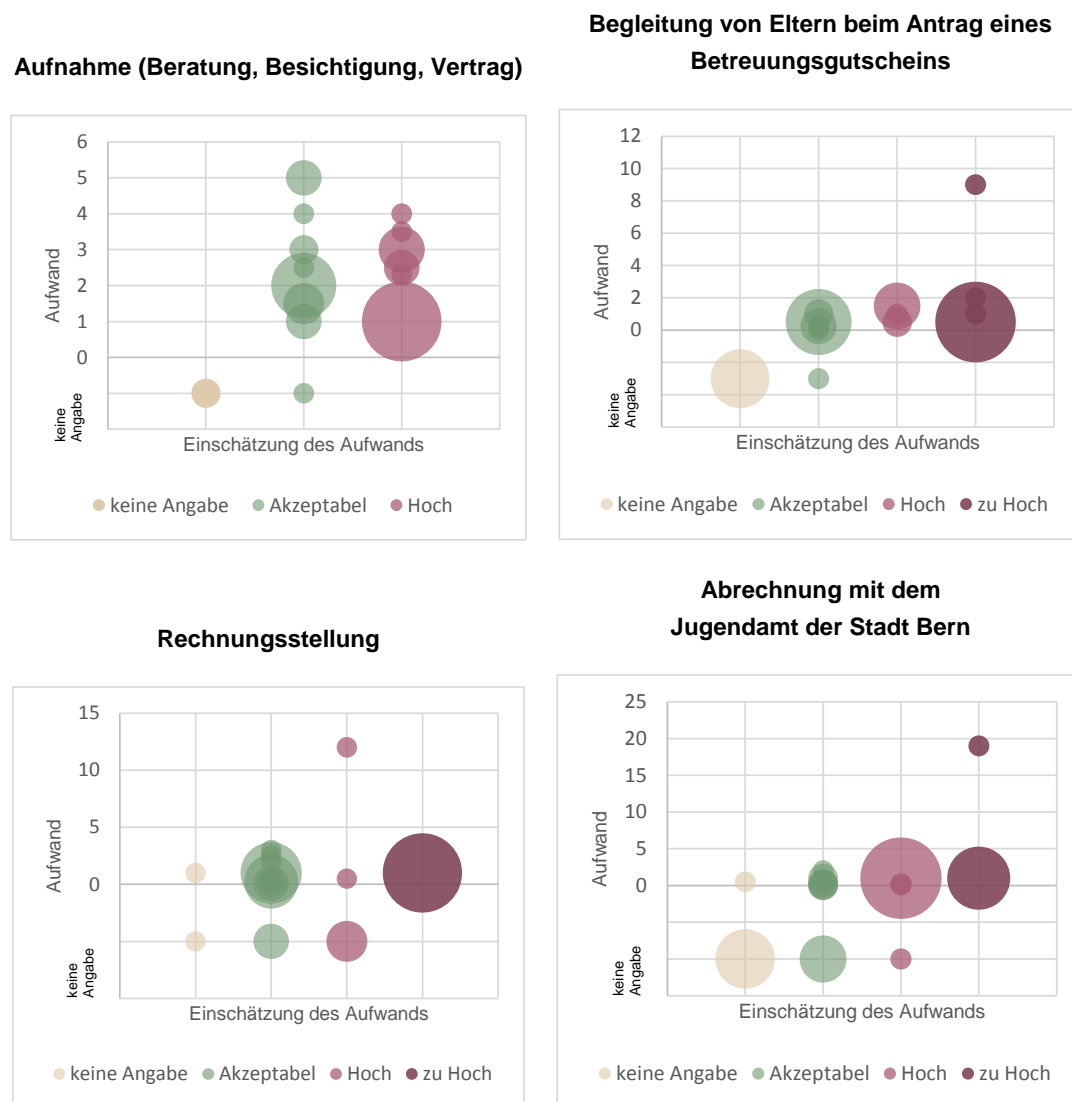 Aufnahme (Beratung, Besichtigung, Vertrag)
6
5
4
3
2
1
0
Aufwand
keine
Angabe
Einschätzung des Aufwands
keine Angabe
Akzeptabel
Hoch
Begleitung von Eltern beim Antrag eines
Betreuungsgutscheins
12
10
8
6
4
2
0
Aufwand
keine
Angabe
Einschätzung des Aufwands
keine Angabe
Akzeptabel
Hoch
zu Hoch
Rechnungsstellung
15
10
5
0
Aufwand
keine
Angabe
Einschätzung des Aufwands
keine Angabe
Akzeptabel
Hoch
zu Hoch
Abrechnung mit dem
Jugendamt der Stadt Bern
25
20
15
10
5
0
Aufwand
keine
Angabe
Einschätzung des Aufwands
keine Angabe
Akzeptabel
Hoch
zu Hoch